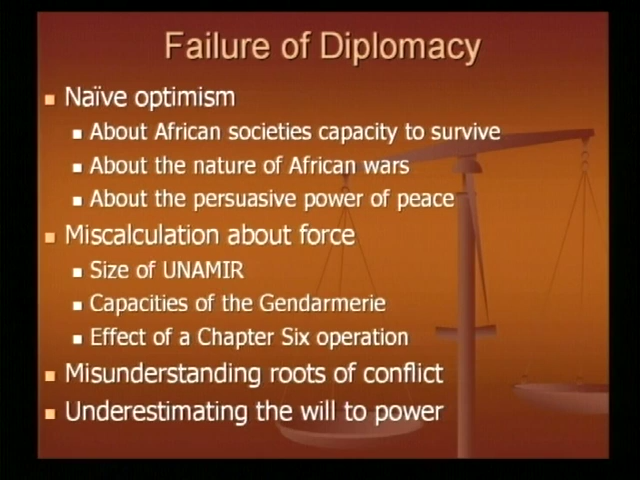 Failure of Diplomacy
Naïve optimism
About African societies capacity to survive
About the nature of African wars
About the persuasive power of peace
Miscalculation about force
Size of UNAMIR
Capacities of the Gendarmerie
Effect of a Chapter Six operation
Misunderstanding roots of conflict
Underestimating the will to power